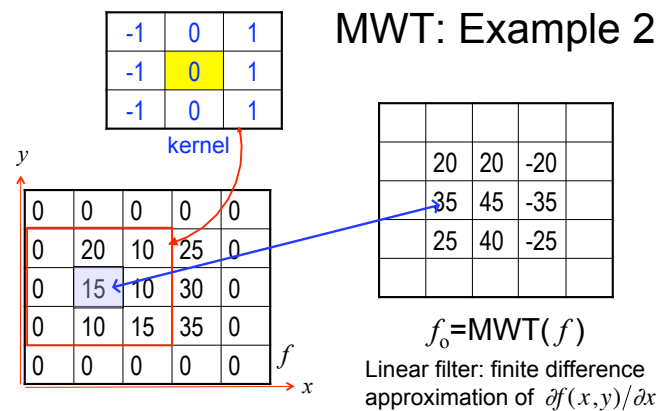 MWT: Example 2
-1 0 1
-1 0 1
-1 0 1
kernel
y
0 0 0 0 0
0 20 10 25 0
0 15 10 30 0
0 10 15 35 0
0 0 0 0 0
f
x
20 20 -20
35 45 -35
25 40 -25
fₒ=MWT(f)
Linear filter: finite difference
approximation of ∂f(x,y)/∂x